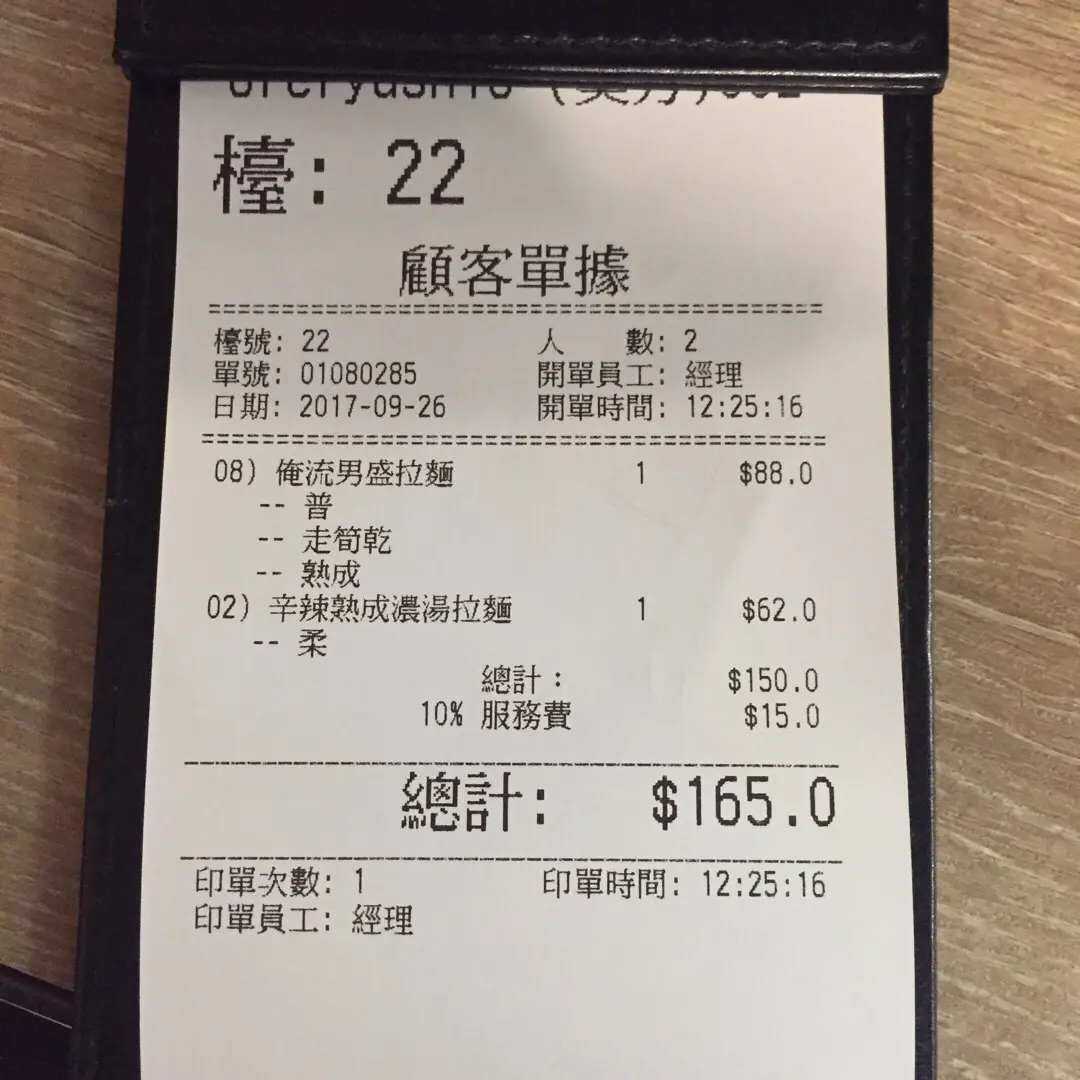 檯: 22
顧客單據
檯號: 22 人 數: 2
單號: 01080285 開單員工: 經理
日期: 2017-09-26 開單時間: 12:25:16
08) 俺流男盛拉麵 1 $88.0
-- 普
-- 走筍乾
-- 熟成
02) 辛辣熟成濃湯拉麵 1 $62.0
-- 柔
總計: $150.0
10% 服務費 $15.0
總計: $165.0
印單次數: 1 印單時間: 12:25:16
印單員工: 經理